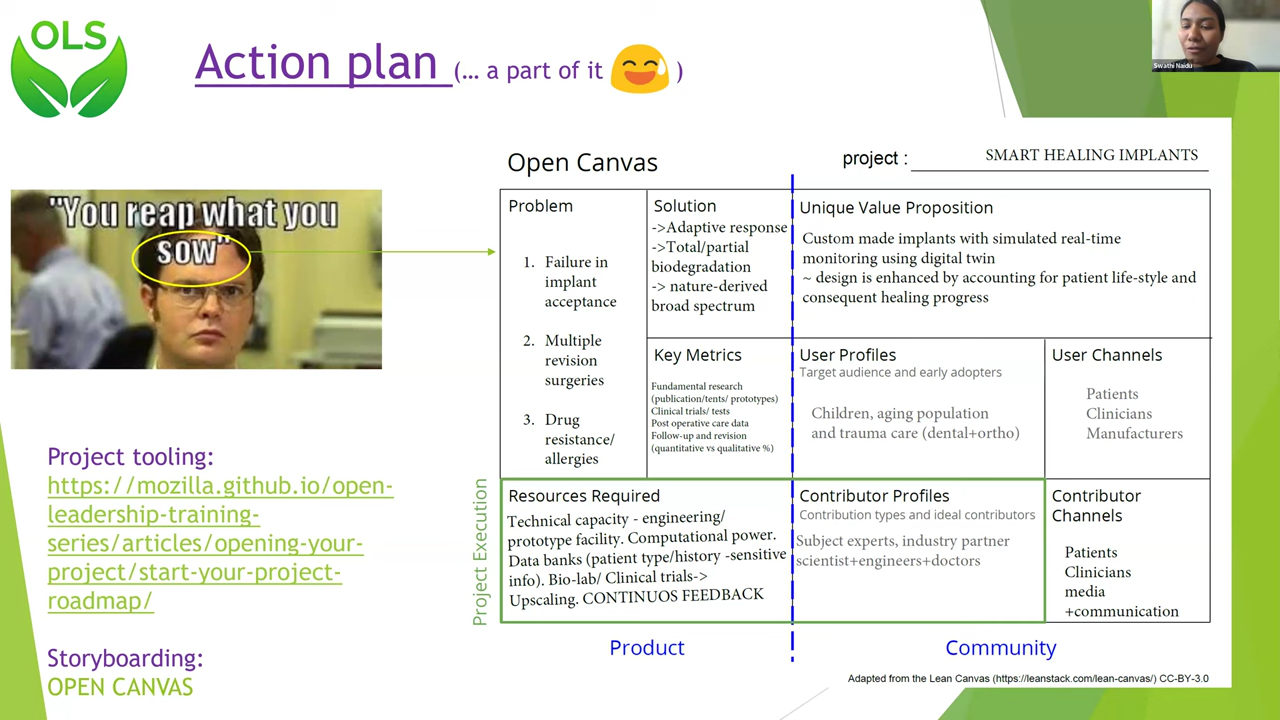 OLS
Action plan (... a part of it 😅 )
Swathi Naidu
"You reap what you
sow"
Project tooling:
https://mozilla.github.io/open-
leadership-training-
series/articles/opening-your-
project/start-your-project-
roadmap/
Storyboarding:
OPEN CANVAS
Open Canvas
project :
SMART HEALING IMPLANTS
Problem
1. Failure in
implant
acceptance
2. Multiple
revision
surgeries
3. Drug
resistance/
allergies
Solution
->Adaptive response
->Total/partial
biodegradation
-> nature-derived
broad spectrum
Unique Value Proposition
Custom made implants with simulated real-time
monitoring using digital twin
~ design is enhanced by accounting for patient life-style and
consequent healing progress
Key Metrics
Fundamental research
(publication/tents/ prototypes)
Clinical trials/ tests
Post operative care data
Follow-up and revision
(quantitative vs qualitative %)
User Profiles
Target audience and early adopters
Children, aging population
and trauma care (dental+ortho)
User Channels
Patients
Clinicians
Manufacturers
Project Execution
Resources Required
Technical capacity - engineering/
prototype facility. Computational power.
Data banks (patient type/history -sensitive
info). Bio-lab/ Clinical trials->
Upscaling. CONTINUOS FEEDBACK
Contributor Profiles
Contribution types and ideal contributors
Subject experts, industry partner
scientist+engineers+doctors
Contributor
Channels
Patients
Clinicians
media
+communication
Product
Community
Adapted from the Lean Canvas (https://leanstack.com/lean-canvas/) CC-BY-3.0